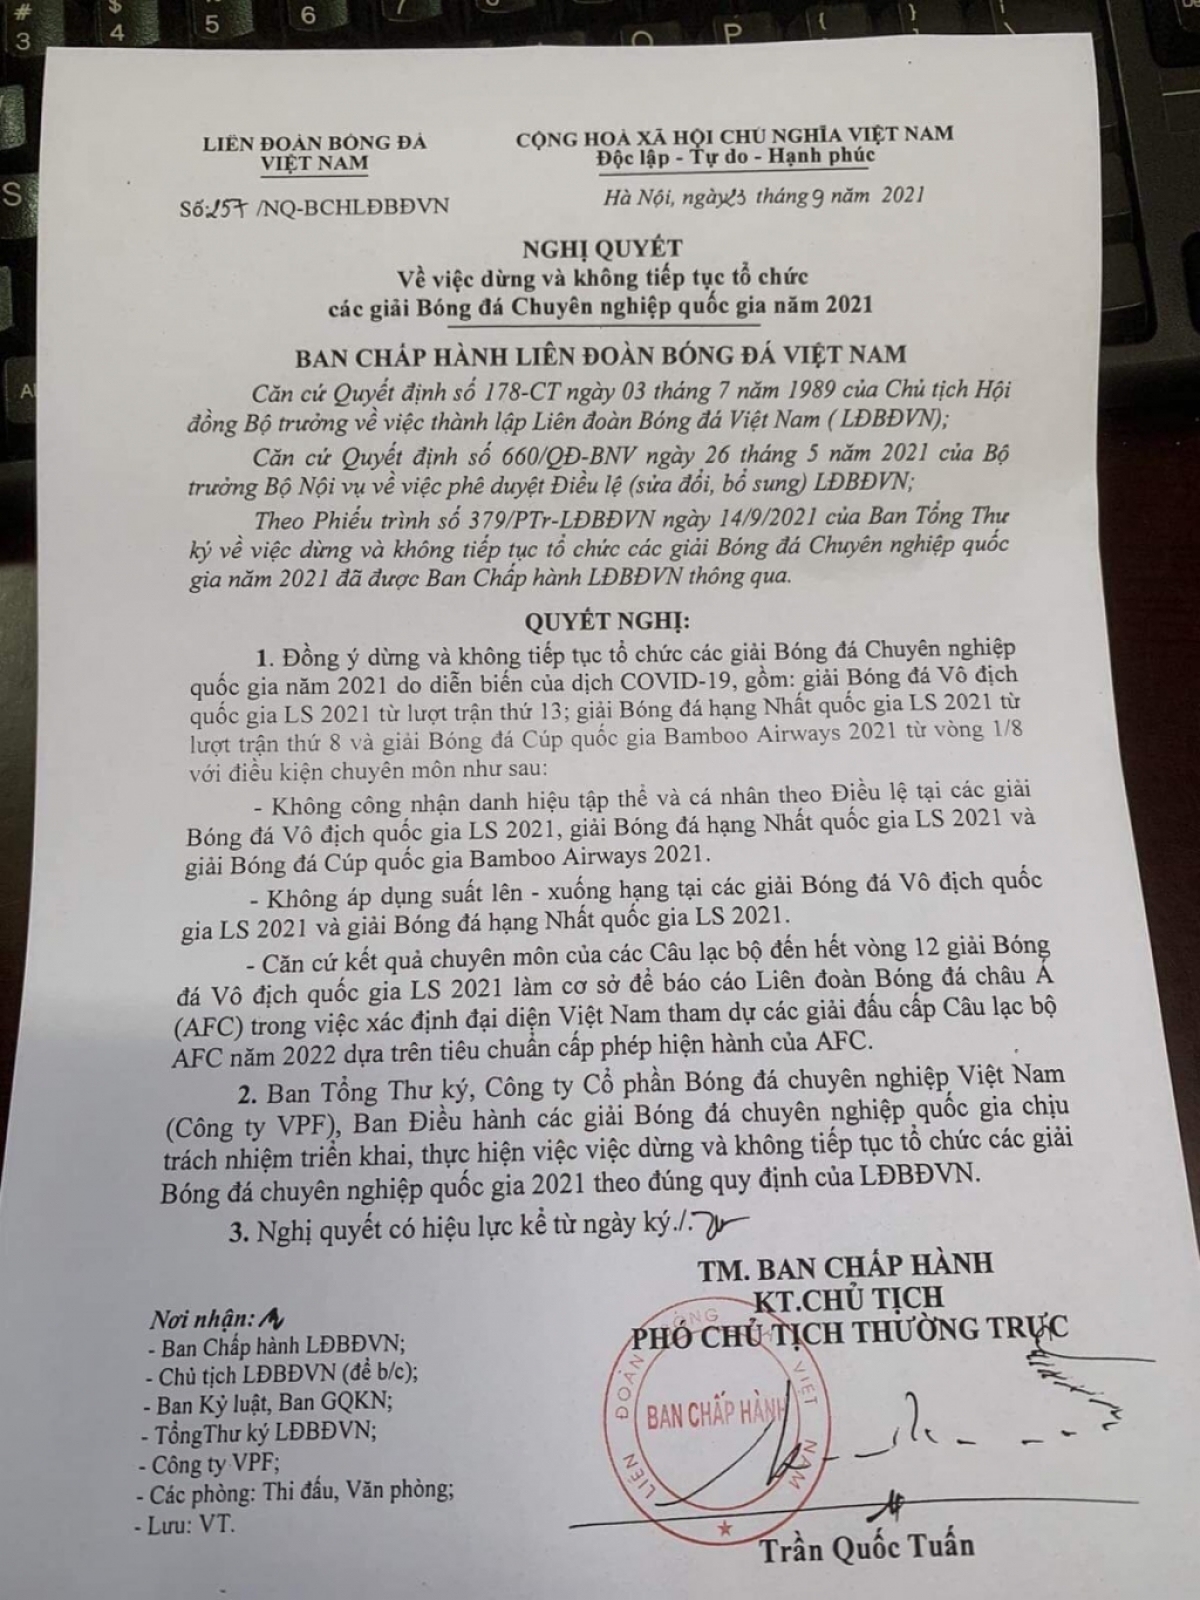 #
3
$
4
5
6
7
O
P
{
}
S
LIÊN ĐOÀN BÓNG ĐÁ
VIỆT NAM
Số:257/NQ-BCHLĐBĐVN
CỘNG HOÀ XÃ HỘI CHỦ NGHĨA VIỆT NAM
Độc lập - Tự do - Hạnh phúc
Hà Nội, ngày 23 tháng 9 năm 2021
NGHỊ QUYẾT
Về việc dừng và không tiếp tục tổ chức
các giải Bóng đá Chuyên nghiệp quốc gia năm 2021
BAN CHẤP HÀNH LIÊN ĐOÀN BÓNG ĐÁ VIỆT NAM
Căn cứ Quyết định số 178-CT ngày 03 tháng 7 năm 1989 của Chủ tịch Hội
đồng Bộ trưởng về việc thành lập Liên đoàn Bóng đá Việt Nam ( LĐBĐVN);
Căn cứ Quyết định số 660/QĐ-BNV ngày 26 tháng 5 năm 2021 của Bộ
trưởng Bộ Nội vụ về việc phê duyệt Điều lệ (sửa đổi, bổ sung) LĐBĐVN;
Theo Phiếu trình số 379/PTr-LĐBĐVN ngày 14/9/2021 của Ban Tổng Thư
ký về việc dừng và không tiếp tục tổ chức các giải Bóng đá Chuyên nghiệp quốc
gia năm 2021 đã được Ban Chấp hành LĐBĐVN thông qua.
QUYẾT NGHỊ:
1. Đồng ý dừng và không tiếp tục tổ chức các giải Bóng đá Chuyên nghiệp
quốc gia năm 2021 do diễn biến của dịch COVID-19, gồm: giải Bóng đá Vô địch
quốc gia LS 2021 từ lượt trận thứ 13; giải Bóng đá hạng Nhất quốc gia LS 2021 từ
lượt trận thứ 8 và giải Bóng đá Cúp quốc gia Bamboo Airways 2021 từ vòng 1/8
với điều kiện chuyên môn như sau:
- Không công nhận danh hiệu tập thể và cá nhân theo Điều lệ tại các giải
Bóng đá Vô địch quốc gia LS 2021, giải Bóng đá hạng Nhất quốc gia LS 2021 và
giải Bóng đá Cúp quốc gia Bamboo Airways 2021.
- Không áp dụng suất lên - xuống hạng tại các giải Bóng đá Vô địch quốc
gia LS 2021 và giải Bóng đá hạng Nhất quốc gia LS 2021.
- Căn cứ kết quả chuyên môn của các Câu lạc bộ đến hết vòng 12 giải Bóng
đá Vô địch quốc gia LS 2021 làm cơ sở để báo cáo Liên đoàn Bóng đá châu Á
(AFC) trong việc xác định đại diện Việt Nam tham dự các giải đấu cấp Câu lạc bộ
AFC năm 2022 dựa trên tiêu chuẩn cấp phép hiện hành của AFC.
2. Ban Tổng Thư ký, Công ty Cổ phần Bóng đá chuyên nghiệp Việt Nam
(Công ty VPF), Ban Điều hành các giải Bóng đá chuyên nghiệp quốc gia chịu
trách nhiệm triển khai, thực hiện việc việc dừng và không tiếp tục tổ chức các giải
Bóng đá chuyên nghiệp quốc gia 2021 theo đúng quy định của LĐBĐVN.
3. Nghị quyết có hiệu lực kể từ ngày ký./.
TM. BAN CHẤP HÀNH
KT.CHỦ TỊCH
PHÓ CHỦ TỊCH THƯỜNG TRỰC
Nơi nhận:
- Ban Chấp hành LĐBĐVN;
- Chủ tịch LĐBĐVN (để b/c);
- Ban Kỷ luật, Ban GQKN;
- TổngThư ký LĐBĐVN;
- Công ty VPF;
- Các phòng: Thi đấu, Văn phòng;
- Lưu: VT.
LIÊN ĐOÀN BÓNG VIỆT NAM
BAN CHẤP HÀNH
Trần Quốc Tuấn